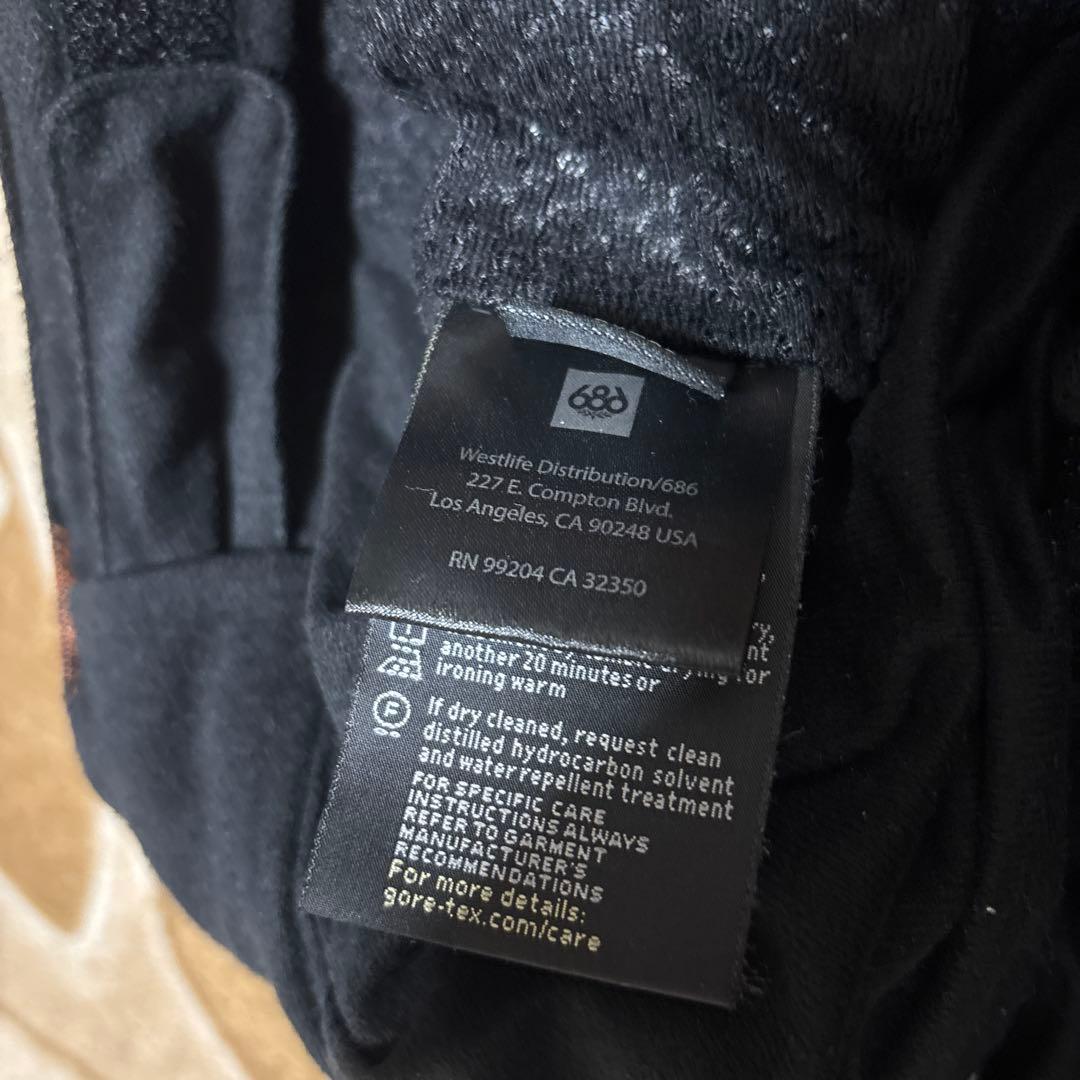 686
Westlife Distribution/686
227 E. Compton Blvd.
Los Angeles, CA 90248 USA
RN 99204 CA 32350
another 20 minutes or
ironing warm
F
If dry cleaned, request clean
distilled hydrocarbon solvent
and water repellent treatment
FOR SPECIFIC CARE
INSTRUCTIONS ALWAYS
REFER TO GARMENT
MANUFACTURER'S
RECOMMENDATIONS
For more details:
gore-tex.com/care